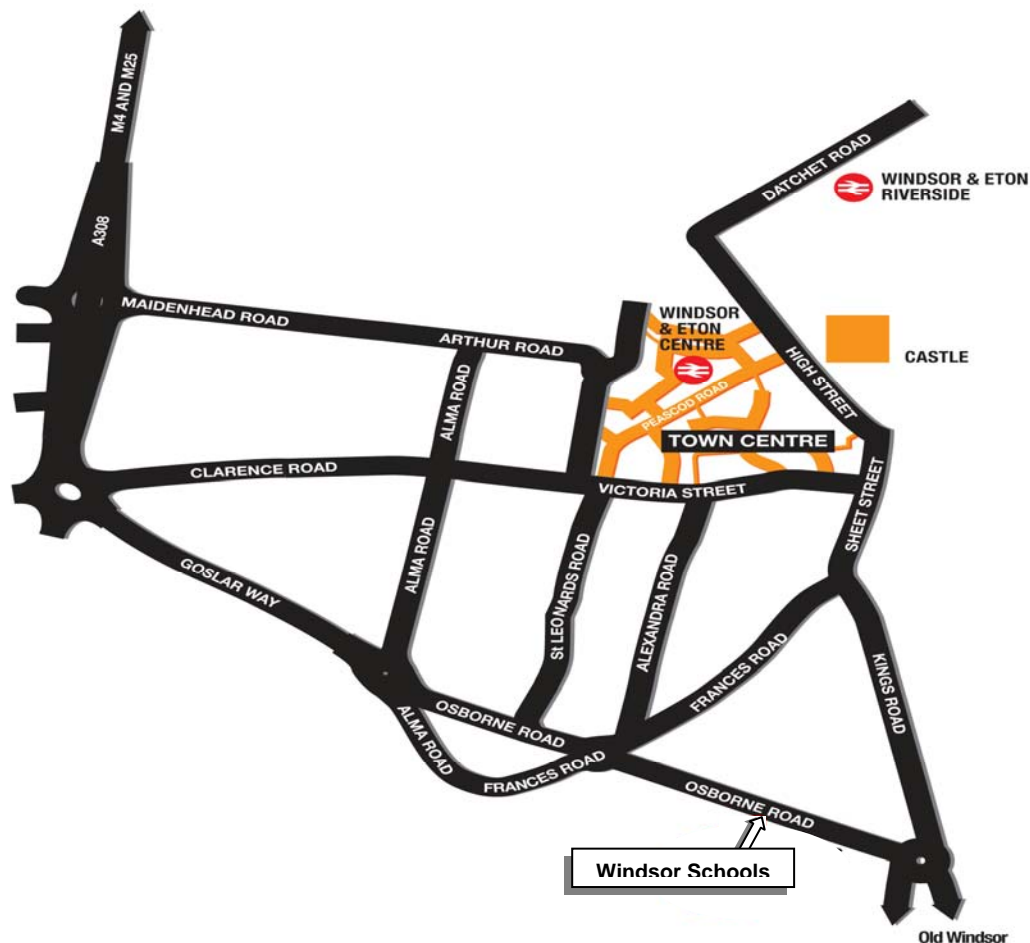 M4 AND M25
A308
DATCHET ROAD
WINDSOR & ETON
RIVERSIDE
MAIDENHEAD ROAD
ARTHUR ROAD
WINDSOR
& ETON
CENTRE
HIGH STREET
CASTLE
ALMA ROAD
PEASCOD ROAD
TOWN CENTRE
CLARENCE ROAD
VICTORIA STREET
SHEET STREET
GOSLAR WAY
ALMA ROAD
St LEONARDS ROAD
ALEXANDRA ROAD
FRANCES ROAD
KINGS ROAD
ALMA ROAD
OSBORNE ROAD
FRANCES ROAD
OSBORNE ROAD
Windsor Schools
Old Windsor